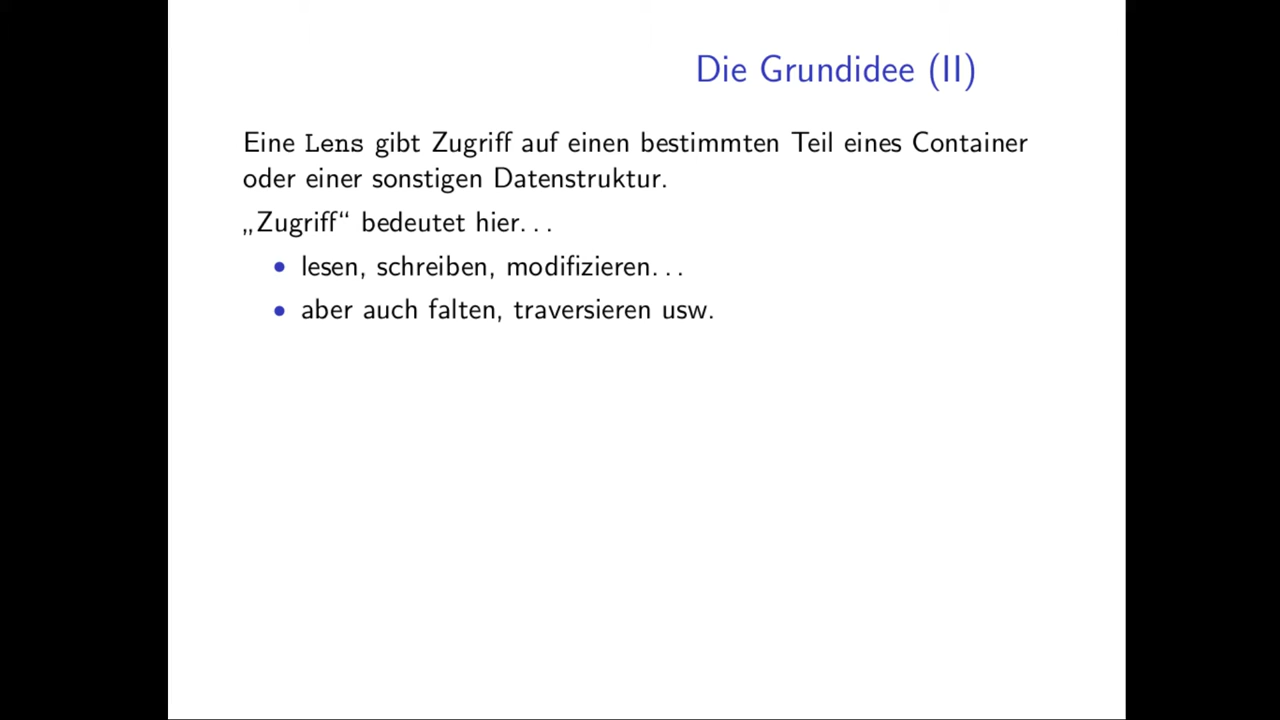 Die Grundidee (II)
Eine Lens gibt Zugriff auf einen bestimmten Teil eines Container
oder einer sonstigen Datenstruktur.
„Zugriff“ bedeutet hier. . .
• lesen, schreiben, modifizieren. . .
• aber auch falten, traversieren usw.